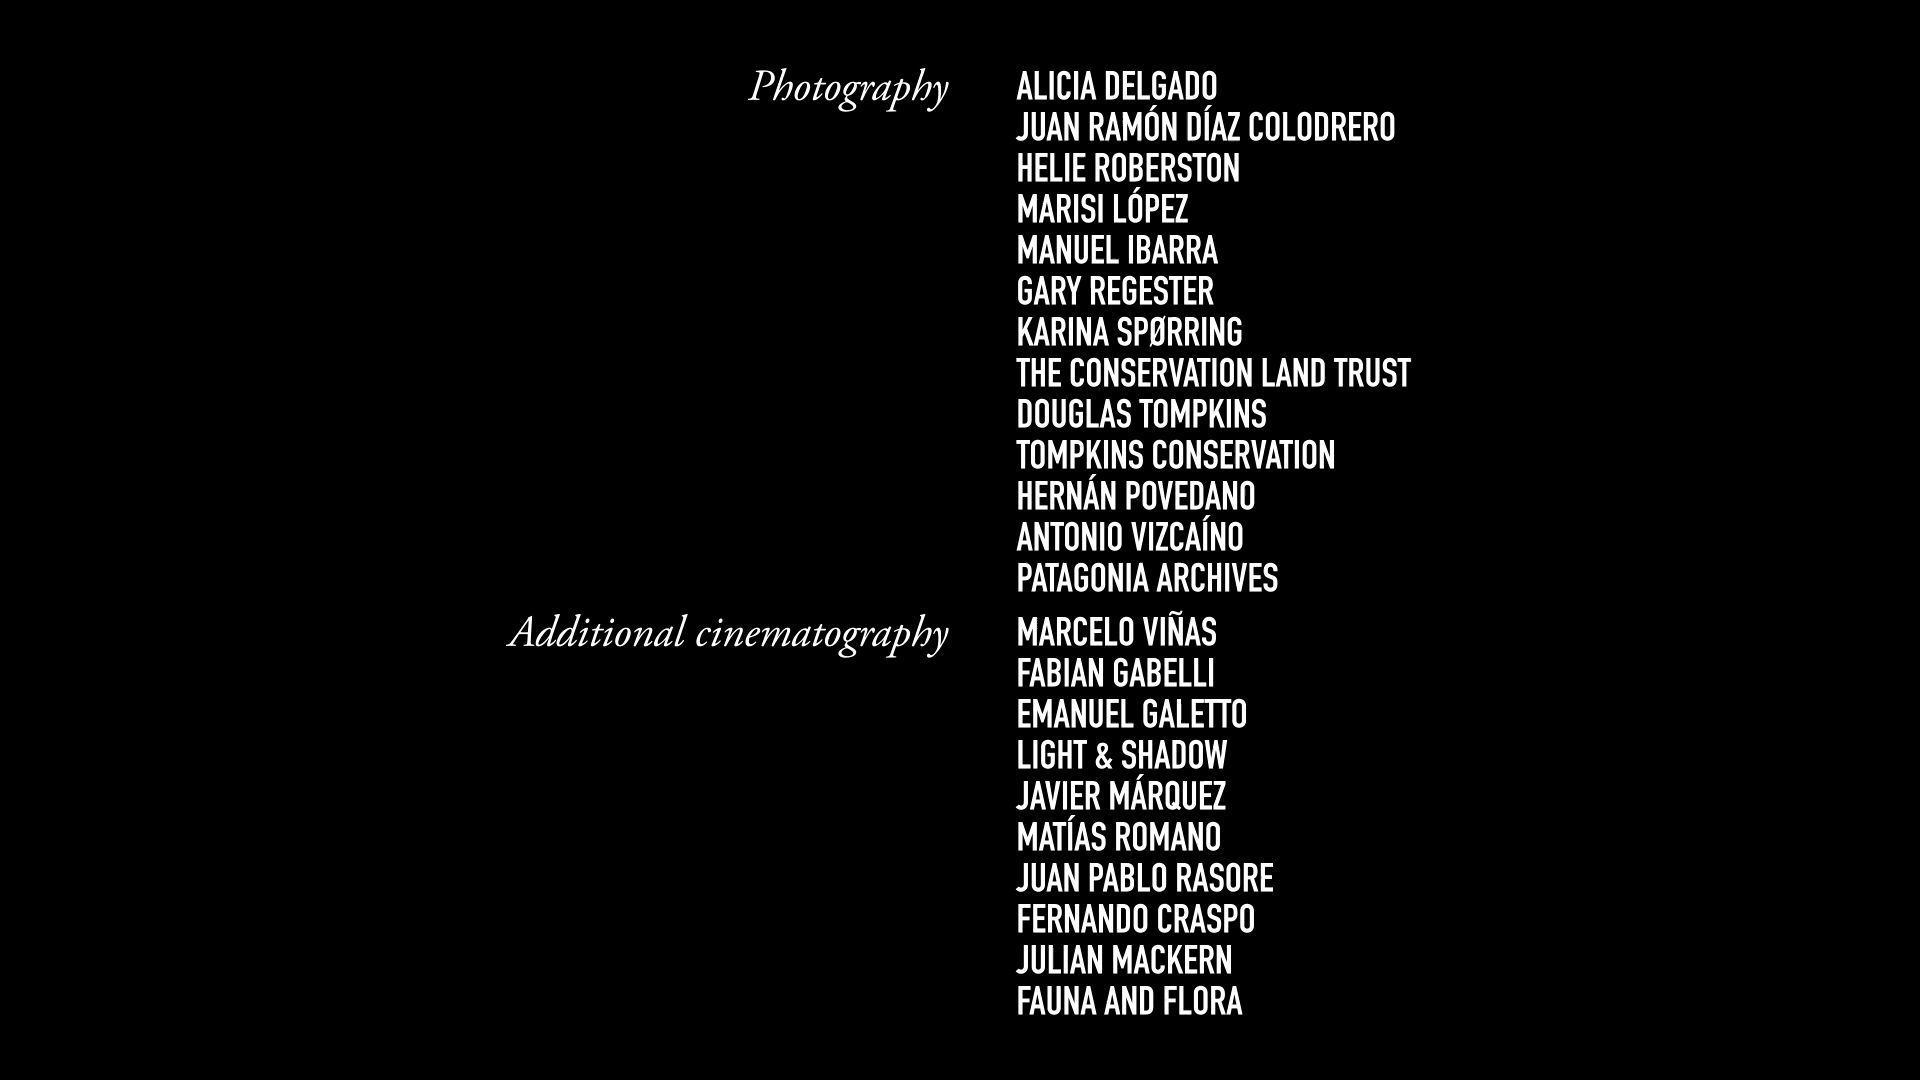 Photography ALICIA DELGADO
JUAN RAMÓN DÍAZ COLODRERO
HELIE ROBERSTON
MARISI LÓPEZ
MANUEL IBARRA
GARY REGESTER
KARINA SPØRRING
THE CONSERVATION LAND TRUST
DOUGLAS TOMPKINS
TOMPKINS CONSERVATION
HERNÁN POVEDANO
ANTONIO VIZCAÍNO
PATAGONIA ARCHIVES
Additional cinematography MARCELO VIÑAS
FABIAN GABELLI
EMANUEL GALETTO
LIGHT & SHADOW
JAVIER MÁRQUEZ
MATÍAS ROMANO
JUAN PABLO RASORE
FERNANDO CRASPO
JULIAN MACKERN
FAUNA AND FLORA